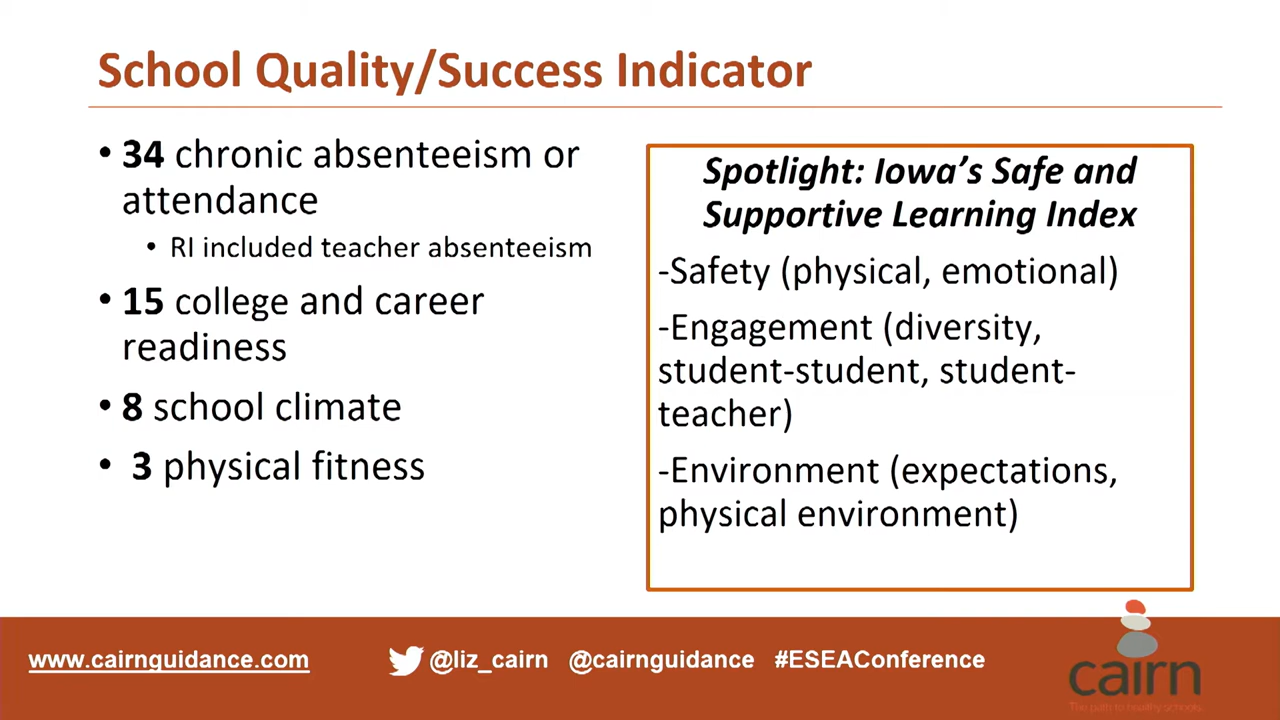 School Quality/Success Indicator
• 34 chronic absenteeism or
attendance
• RI included teacher absenteeism
• 15 college and career
readiness
• 8 school climate
• 3 physical fitness
Spotlight: Iowa's Safe and
Supportive Learning Index
-Safety (physical, emotional)
-Engagement (diversity,
student-student, student-
teacher)
-Environment (expectations,
physical environment)
www.cairnguidance.com
@liz_cairn @cairnguidance #ESEAConference
cairn
The path to healthy schools.